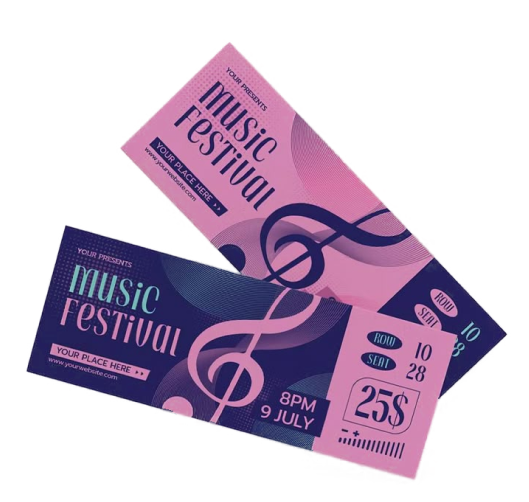 YOUR PRESENTS
MUSIC
FESTIVAL
YOUR PLACE HERE
www.yourwebsite.com
ROW 10
SEAT 8
YOUR PRESENTS
MUSIC
FESTIVAL
YOUR PLACE HERE
www.yourwebsite.com
8PM
9 JULY
ROW 10
SEAT 28
25$